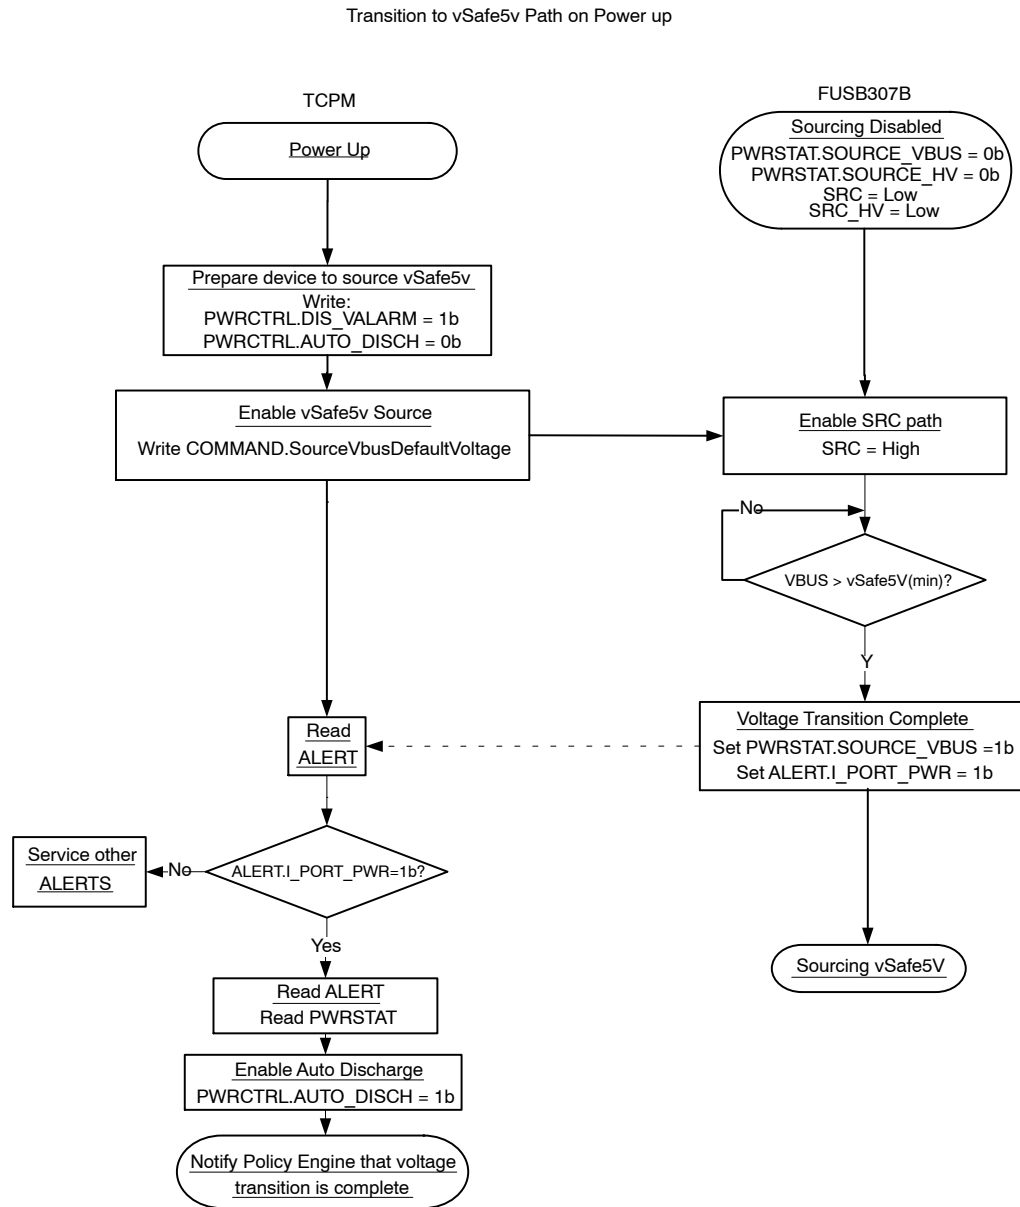 Transition to vSafe5v Path on Power up
TCPM
Power Up
Prepare device to source vSafe5v
Write:
PWRCTRL.DIS_VALARM = 1b
PWRCTRL.AUTO_DISCH = 0b
Enable vSafe5v Source
Write COMMAND.SourceVbusDefaultVoltage
Read
ALERT
ALERT.I_PORT_PWR=1b?
No
Service other
ALERTS
Yes
Read ALERT
Read PWRSTAT
Enable Auto Discharge
PWRCTRL.AUTO_DISCH = 1b
Notify Policy Engine that voltage
transition is complete
FUSB307B
Sourcing Disabled
PWRSTAT.SOURCE_VBUS = 0b
PWRSTAT.SOURCE_HV = 0b
SRC = Low
SRC_HV = Low
Enable SRC path
SRC = High
No
VBUS > vSafe5V(min)?
Y
Voltage Transition Complete
Set PWRSTAT.SOURCE_VBUS =1b
Set ALERT.I_PORT_PWR = 1b
Sourcing vSafe5V